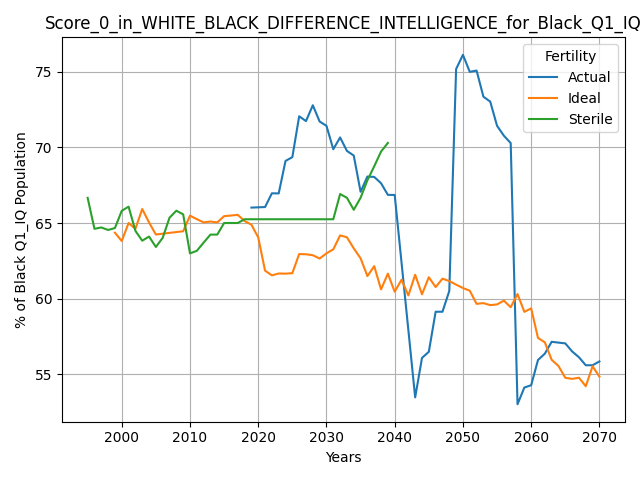 Score_0_in_WHITE_BLACK_DIFFERENCE_INTELLIGENCE_for_Black_Q1_IQ
Fertility
Actual
Ideal
Sterile
% of Black Q1_IQ Population
75
70
65
60
55
2000 2010 2020 2030 2040 2050 2060 2070
Years